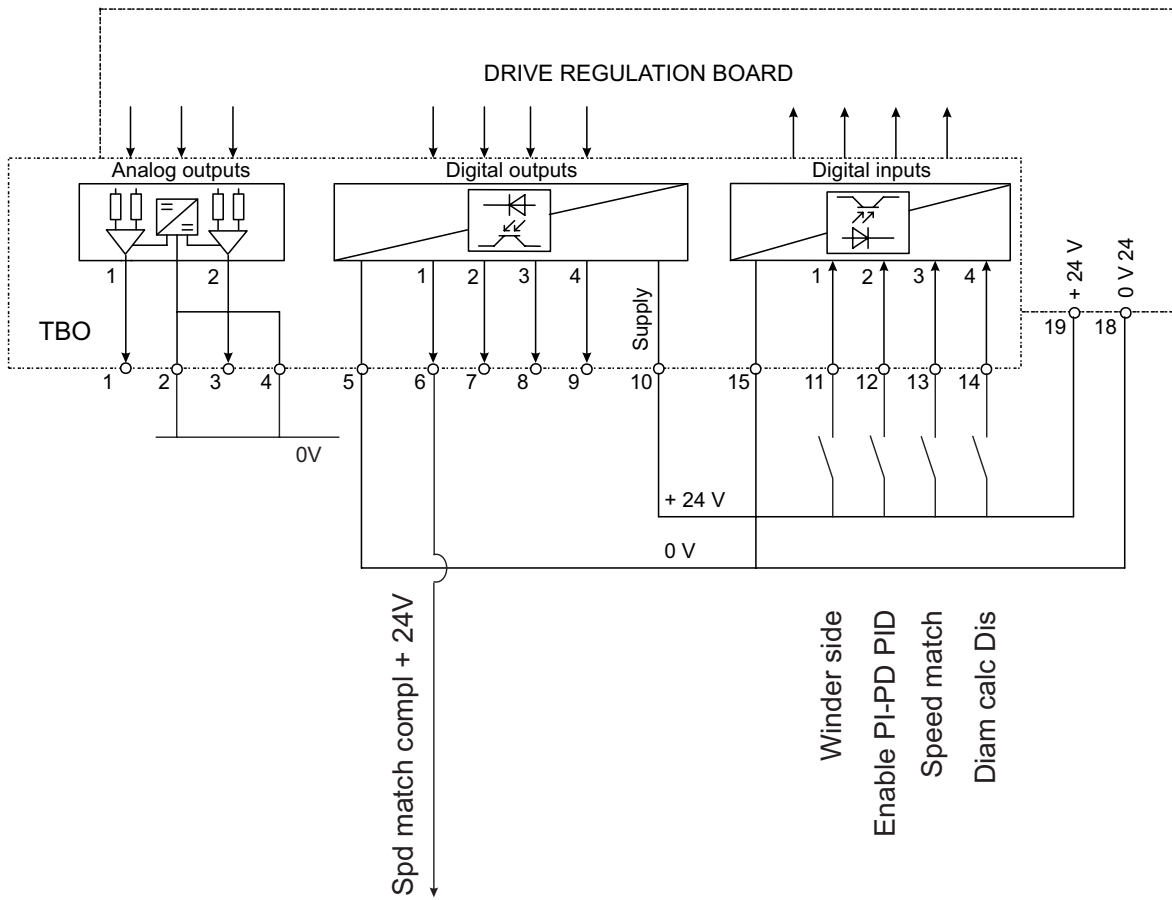 DRIVE REGULATION BOARD
Analog outputs
Digital outputs
Digital inputs
1 2
1 2 3 4
Supply
1 2 3 4
+ 24 V
0 V 24
TBO
19 18
1 2 3 4 5 6 7 8 9 10 15 11 12 13 14
0V
+ 24 V
0 V
Spd match compl + 24V
Winder side
Enable PI-PD PID
Speed match
Diam calc Dis